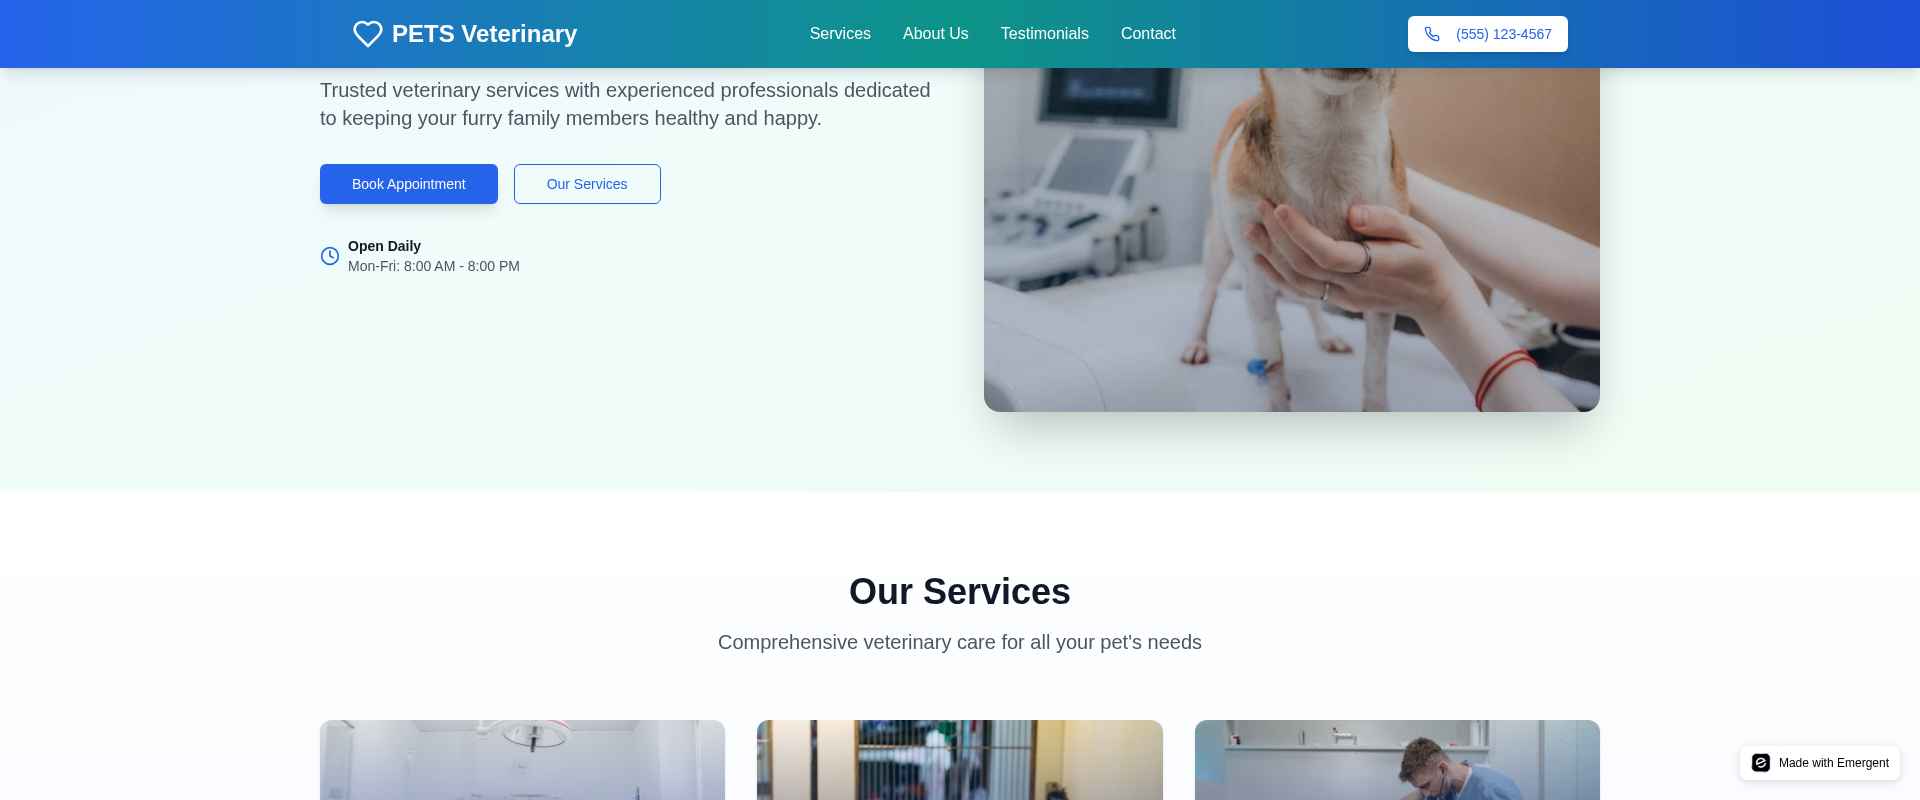 PETS Veterinary
Services
About Us
Testimonials
Contact
(555) 123-4567
Trusted veterinary services with experienced professionals dedicated
to keeping your furry family members healthy and happy.
Book Appointment
Our Services
Open Daily
Mon-Fri: 8:00 AM - 8:00 PM
Our Services
Comprehensive veterinary care for all your pet's needs
Made with Emergent